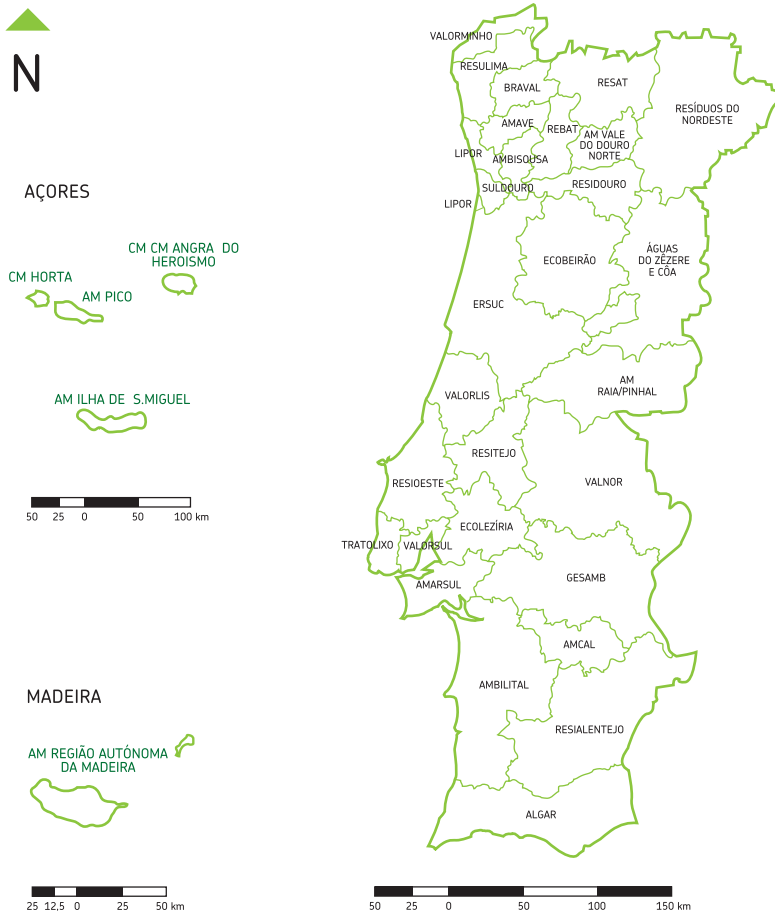 N
AÇORES
CM CM ANGRA DO
HEROISMO
CM HORTA
AM PICO
AM ILHA DE S.MIGUEL
50 25 0 50 100 km
MADEIRA
AM REGIÃO AUTÓNOMA
DA MADEIRA
25 12,5 0 25 50 km
VALORMINHO
RESULIMA
BRAVAL
RESAT
RESÍDUOS DO
NORDESTE
AMAVE
REBAT
AM VALE
DO DOURO
NORTE
LIPOR
AMBISOUSA
SULDOURO
RESIDOURO
LIPOR
ECOBEIRÃO
ÁGUAS
DO ZÊZERE
E CÔA
ERSUC
AM
RAIA/PINHAL
VALORLIS
RESITEJO
RESIOESTE
VALNOR
ECOLEZÍRIA
TRATOLIXO
VALORSUL
AMARSUL
GESAMB
AMCAL
AMBILITAL
RESIALENTEJO
ALGAR
50 25 0 50 100 150 km